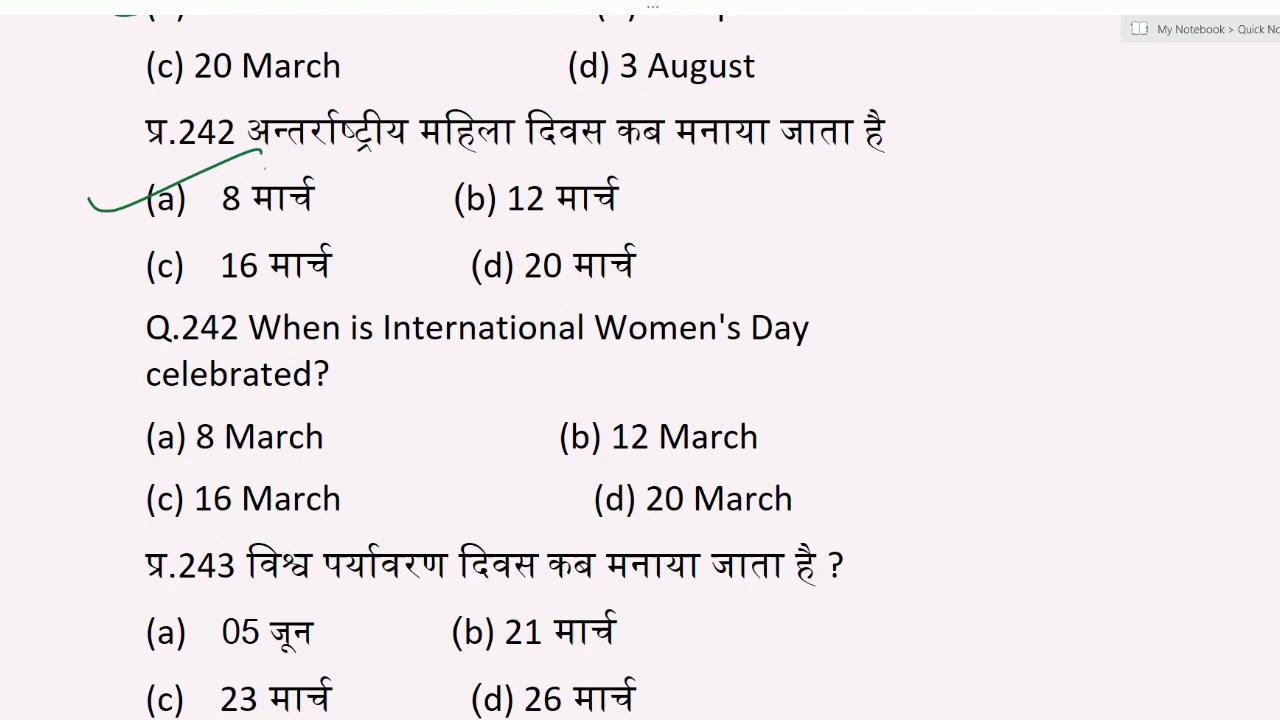 ...
My Notebook > Quick No
(c) 20 March (d) 3 August
प्र.242 अन्तर्राष्ट्रीय महिला दिवस कब मनाया जाता है
(a) 8 मार्च (b) 12 मार्च
(c) 16 मार्च (d) 20 मार्च
Q.242 When is International Women's Day
celebrated?
(a) 8 March (b) 12 March
(c) 16 March (d) 20 March
प्र.243 विश्व पर्यावरण दिवस कब मनाया जाता है ?
(a) 05 जून (b) 21 मार्च
(c) 23 मार्च (d) 26 मार्च